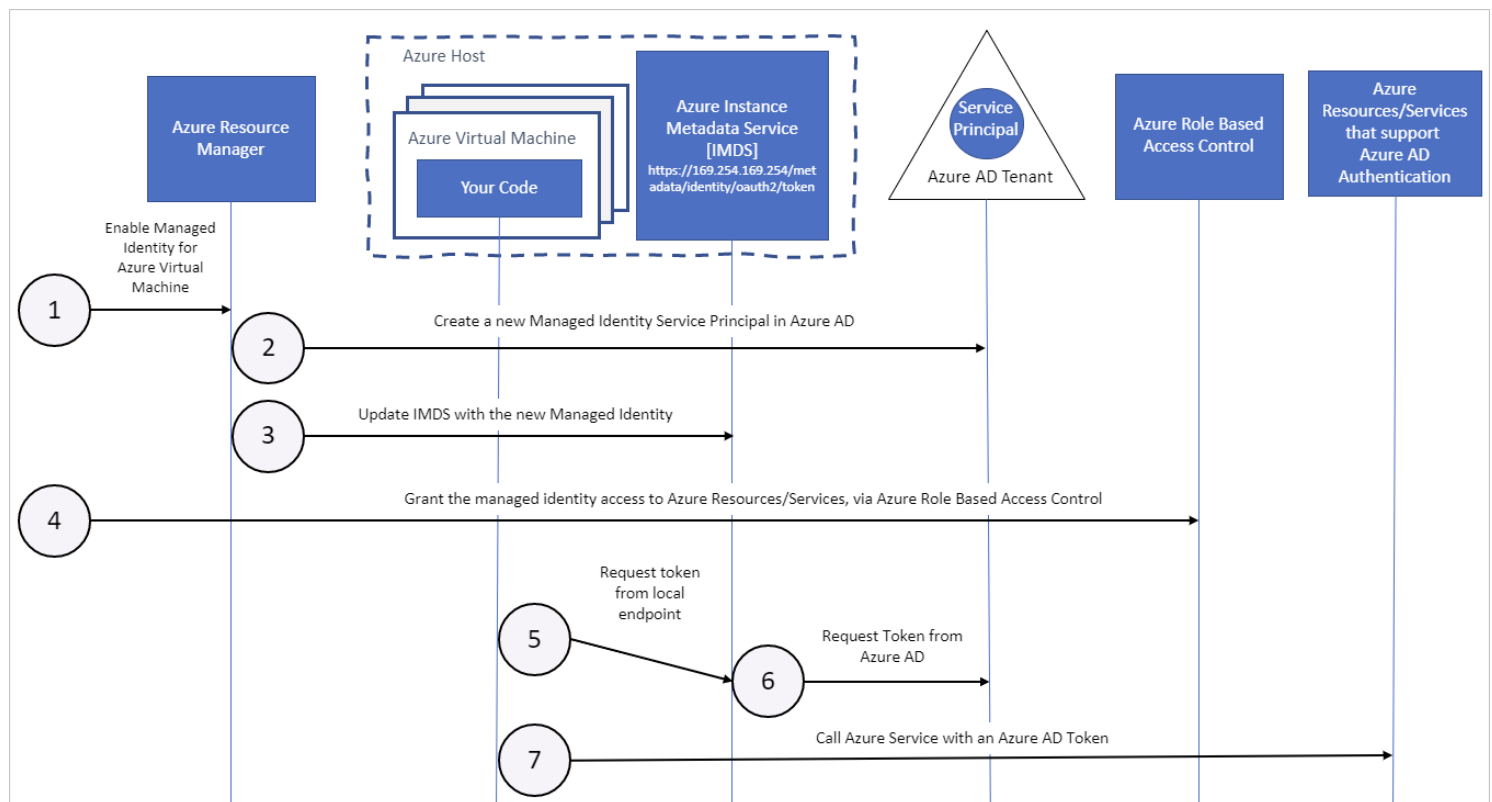 Azure Host
Azure Resource
Manager
Azure Virtual Machine
Your Code
Azure Instance
Metadata Service
[IMDS]
https://169.254.169.254/met
adata/identity/oauth2/token
Service
Principal
Azure AD Tenant
Azure Role Based
Access Control
Azure
Resources/Services
that support
Azure AD
Authentication
Enable Managed
Identity for
Azure Virtual
Machine
1
2
Create a new Managed Identity Service Principal in Azure AD
3
Update IMDS with the new Managed Identity
4
Grant the managed identity access to Azure Resources/Services, via Azure Role Based Access Control
Request token
from local
endpoint
5
Request Token from
Azure AD
6
7
Call Azure Service with an Azure AD Token